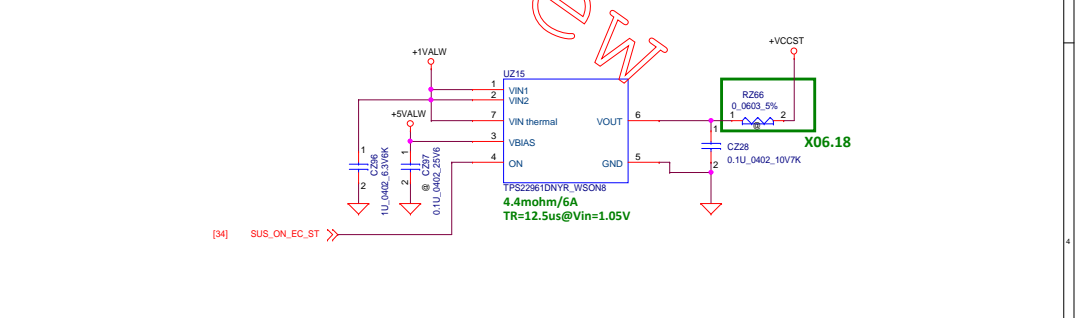 ew
+1VALW
+VCCST
UZ15
1
VIN1
2
VIN2
+5VALW
7
VIN thermal
VOUT
6
3
VBIAS
4
ON
GND
5
RZ66
0_0603_5%
1
2
@
X06.18
1
CZ28
0.1U_0402_10V7K
2
1
2
CZ96
1U_0402_6.3V6K
1
2
@
CZ97
0.1U_0402_25V6
TPS22961DNYR_WSON8
4.4mohm/6A
TR=12.5us@Vin=1.05V
[34]
SUS_ON_EC_ST
4